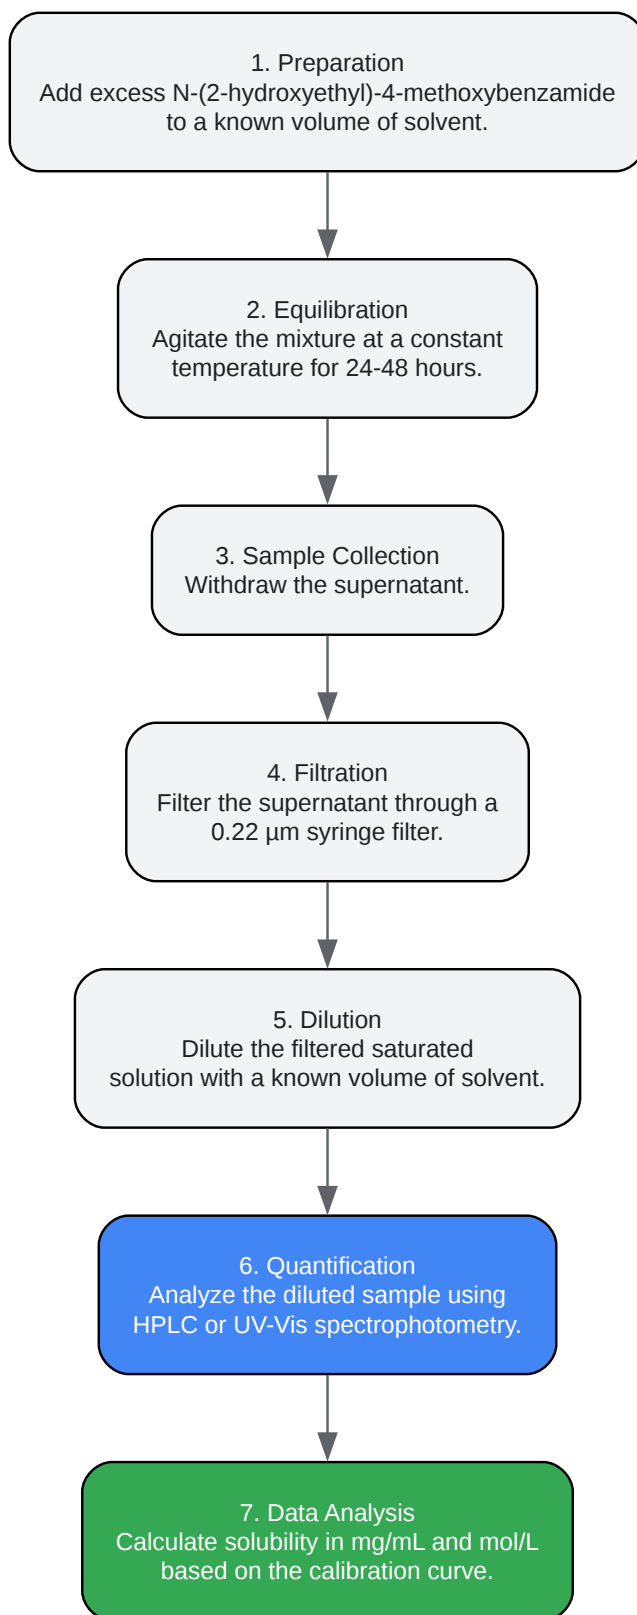 1. Preparation
Add excess N-(2-hydroxyethyl)-4-methoxybenzamide
to a known volume of solvent.
2. Equilibration
Agitate the mixture at a constant
temperature for 24-48 hours.
3. Sample Collection
Withdraw the supernatant.
4. Filtration
Filter the supernatant through a
0.22 µm syringe filter.
5. Dilution
Dilute the filtered saturated
solution with a known volume of solvent.
6. Quantification
Analyze the diluted sample using
HPLC or UV-Vis spectrophotometry.
7. Data Analysis
Calculate solubility in mg/mL and mol/L
based on the calibration curve.